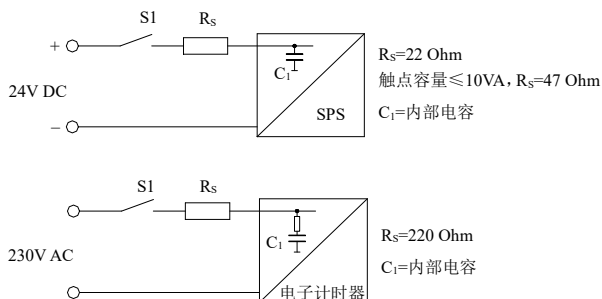 S1
Rs
+
24V DC
−
C1
SPS
Rs=22 Ohm
触点容量≤10VA，Rs=47 Ohm
C1=内部电容
S1
Rs
230V AC
C1
电子计时器
Rs=220 Ohm
C1=内部电容